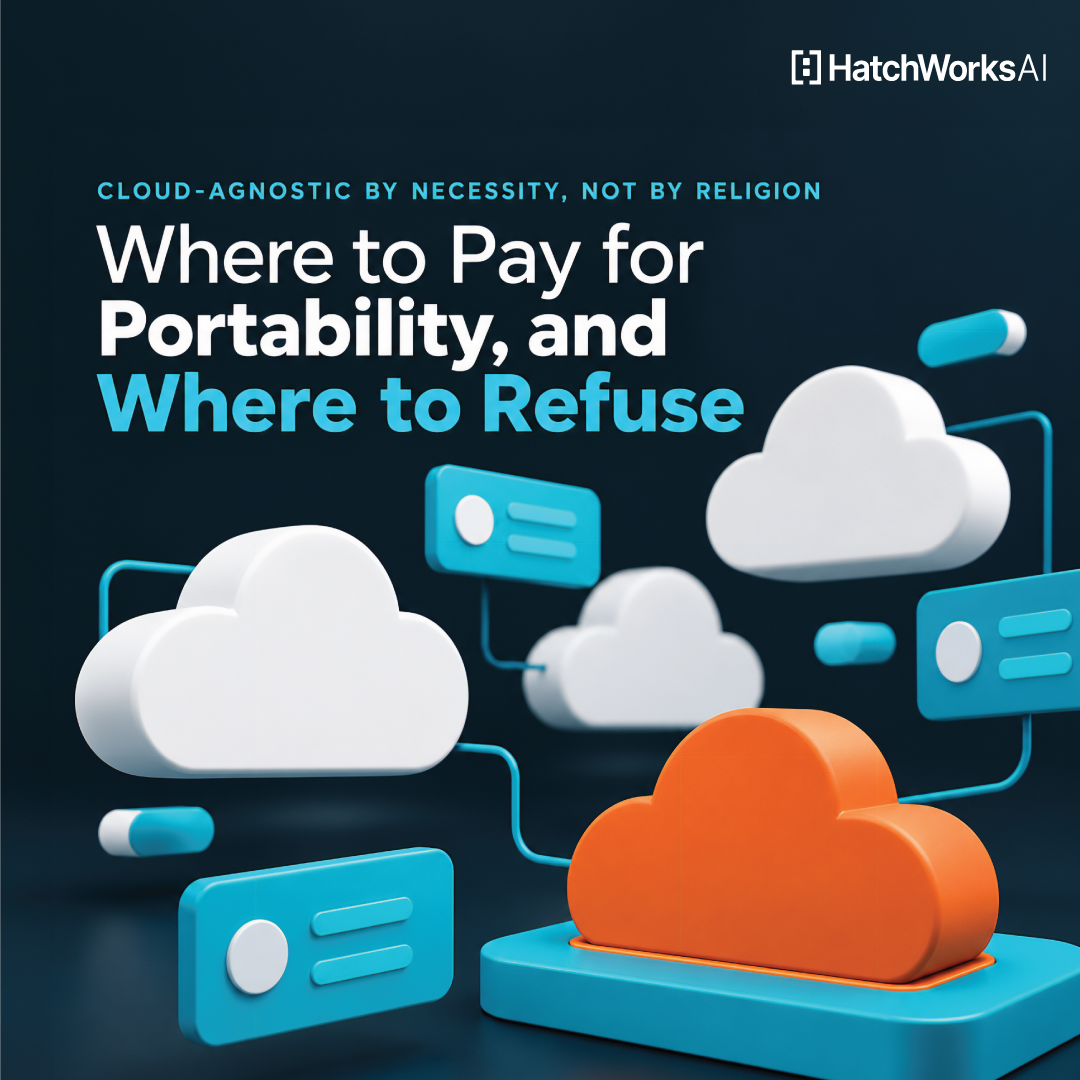 HatchWorksAI
CLOUD-AGNOSTIC BY NECESSITY, NOT BY RELIGION
Where to Pay for
Portability, and
Where to Refuse